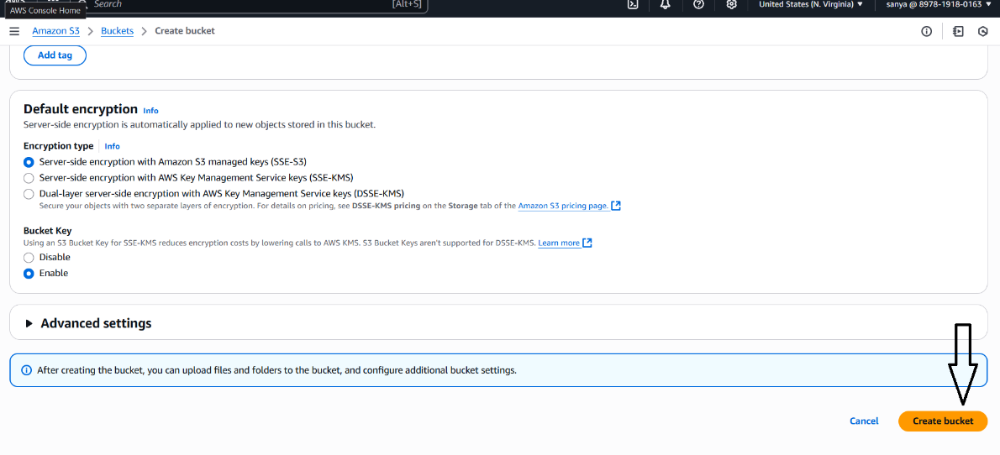 AWS Console Home
Search
[Alt+S]
United States (N. Virginia)
sanya @ 8978-1918-0163
Amazon S3 > Buckets > Create bucket
Add tag
Default encryption Info
Server-side encryption is automatically applied to new objects stored in this bucket.
Encryption type Info
Server-side encryption with Amazon S3 managed keys (SSE-S3)
Server-side encryption with AWS Key Management Service keys (SSE-KMS)
Dual-layer server-side encryption with AWS Key Management Service keys (DSSE-KMS)
Secure your objects with two separate layers of encryption. For details on pricing, see DSSE-KMS pricing on the Storage tab of the Amazon S3 pricing page.
Bucket Key
Using an S3 Bucket Key for SSE-KMS reduces encryption costs by lowering calls to AWS KMS. S3 Bucket Keys aren't supported for DSSE-KMS. Learn more
Disable
Enable
Advanced settings
After creating the bucket, you can upload files and folders to the bucket, and configure additional bucket settings.
Cancel
Create bucket